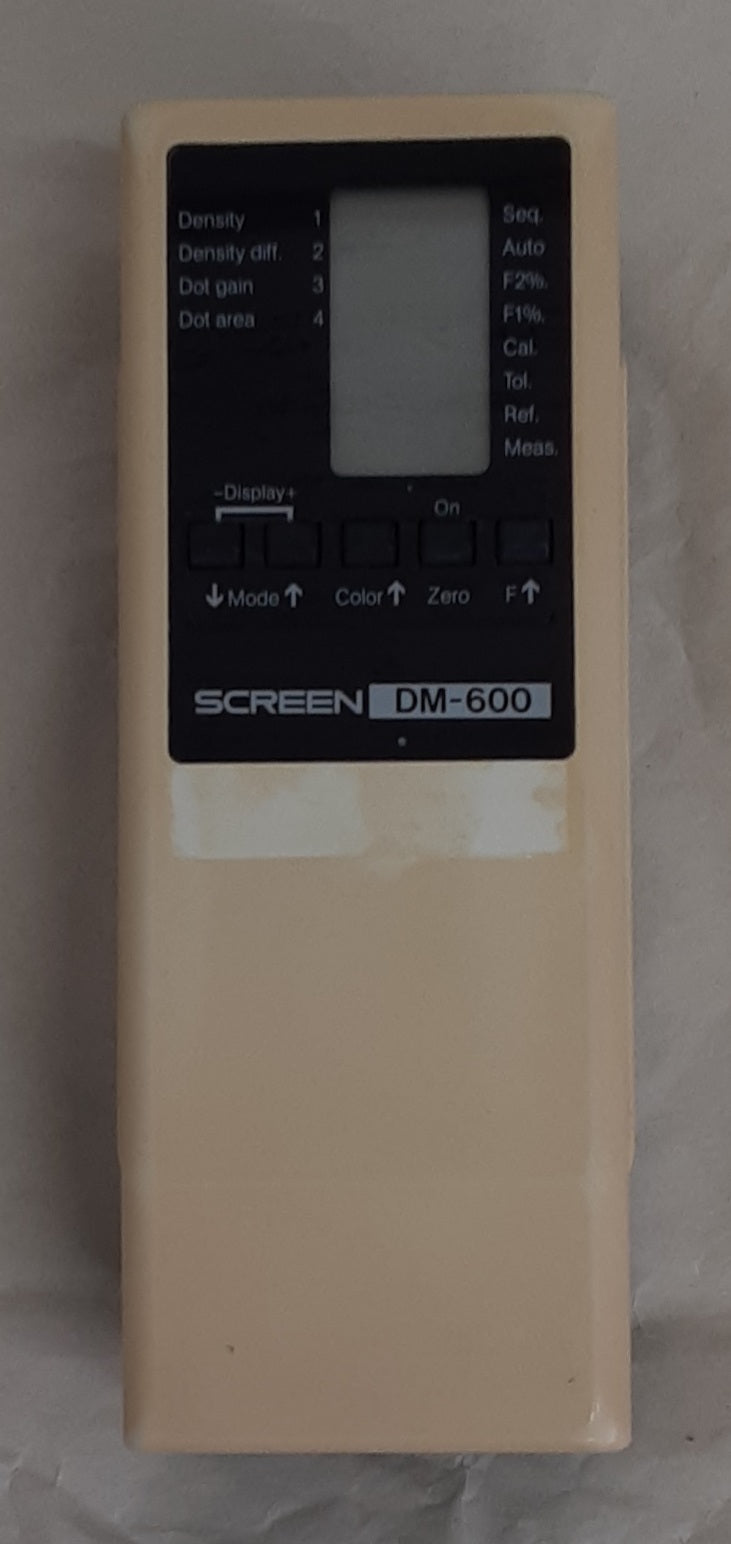 Density 1
Density diff. 2
Dot gain 3
Dot area 4
Seq.
Auto
F2%.
F1%.
Cal.
Tol.
Ref.
Meas.
-Display+
On
↓ Mode ↑ Color ↑ Zero F ↑
SCREEN DM-600